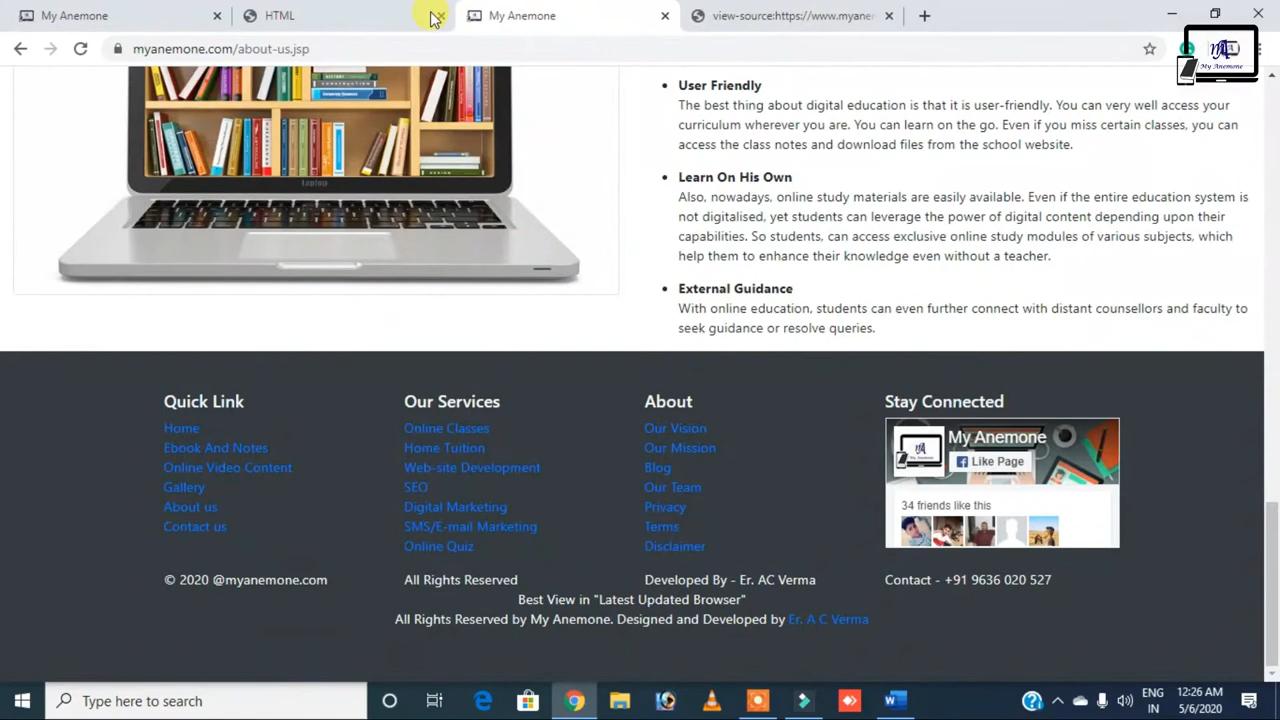 My Anemone
HTML
My Anemone
view-source:https://www.myanem
myanemone.com/about-us.jsp
My Anemone
Laptop
User Friendly
The best thing about digital education is that it is user-friendly. You can very well access your
curriculum wherever you are. You can learn on the go. Even if you miss certain classes, you can
access the class notes and download files from the school website.
Learn On His Own
Also, nowadays, online study materials are easily available. Even if the entire education system is
not digitalised, yet students can leverage the power of digital content depending upon their
capabilities. So students, can access exclusive online study modules of various subjects, which
help them to enhance their knowledge even without a teacher.
External Guidance
With online education, students can even further connect with distant counsellors and faculty to
seek guidance or resolve queries.
Quick Link
Home
Ebook And Notes
Online Video Content
Gallery
About us
Contact us
© 2020 @myanemone.com
Our Services
Online Classes
Home Tuition
Web-site Development
SEO
Digital Marketing
SMS/E-mail Marketing
Online Quiz
All Rights Reserved
About
Our Vision
Our Mission
Blog
Our Team
Privacy
Terms
Disclaimer
Developed By - Er. AC Verma
Stay Connected
My Anemone
Like Page
34 friends like this
Contact - +91 9636 020 527
Best View in "Latest Updated Browser"
All Rights Reserved by My Anemone. Designed and Developed by Er. A C Verma
Type here to search
ENG
IN
12:26 AM
5/6/2020